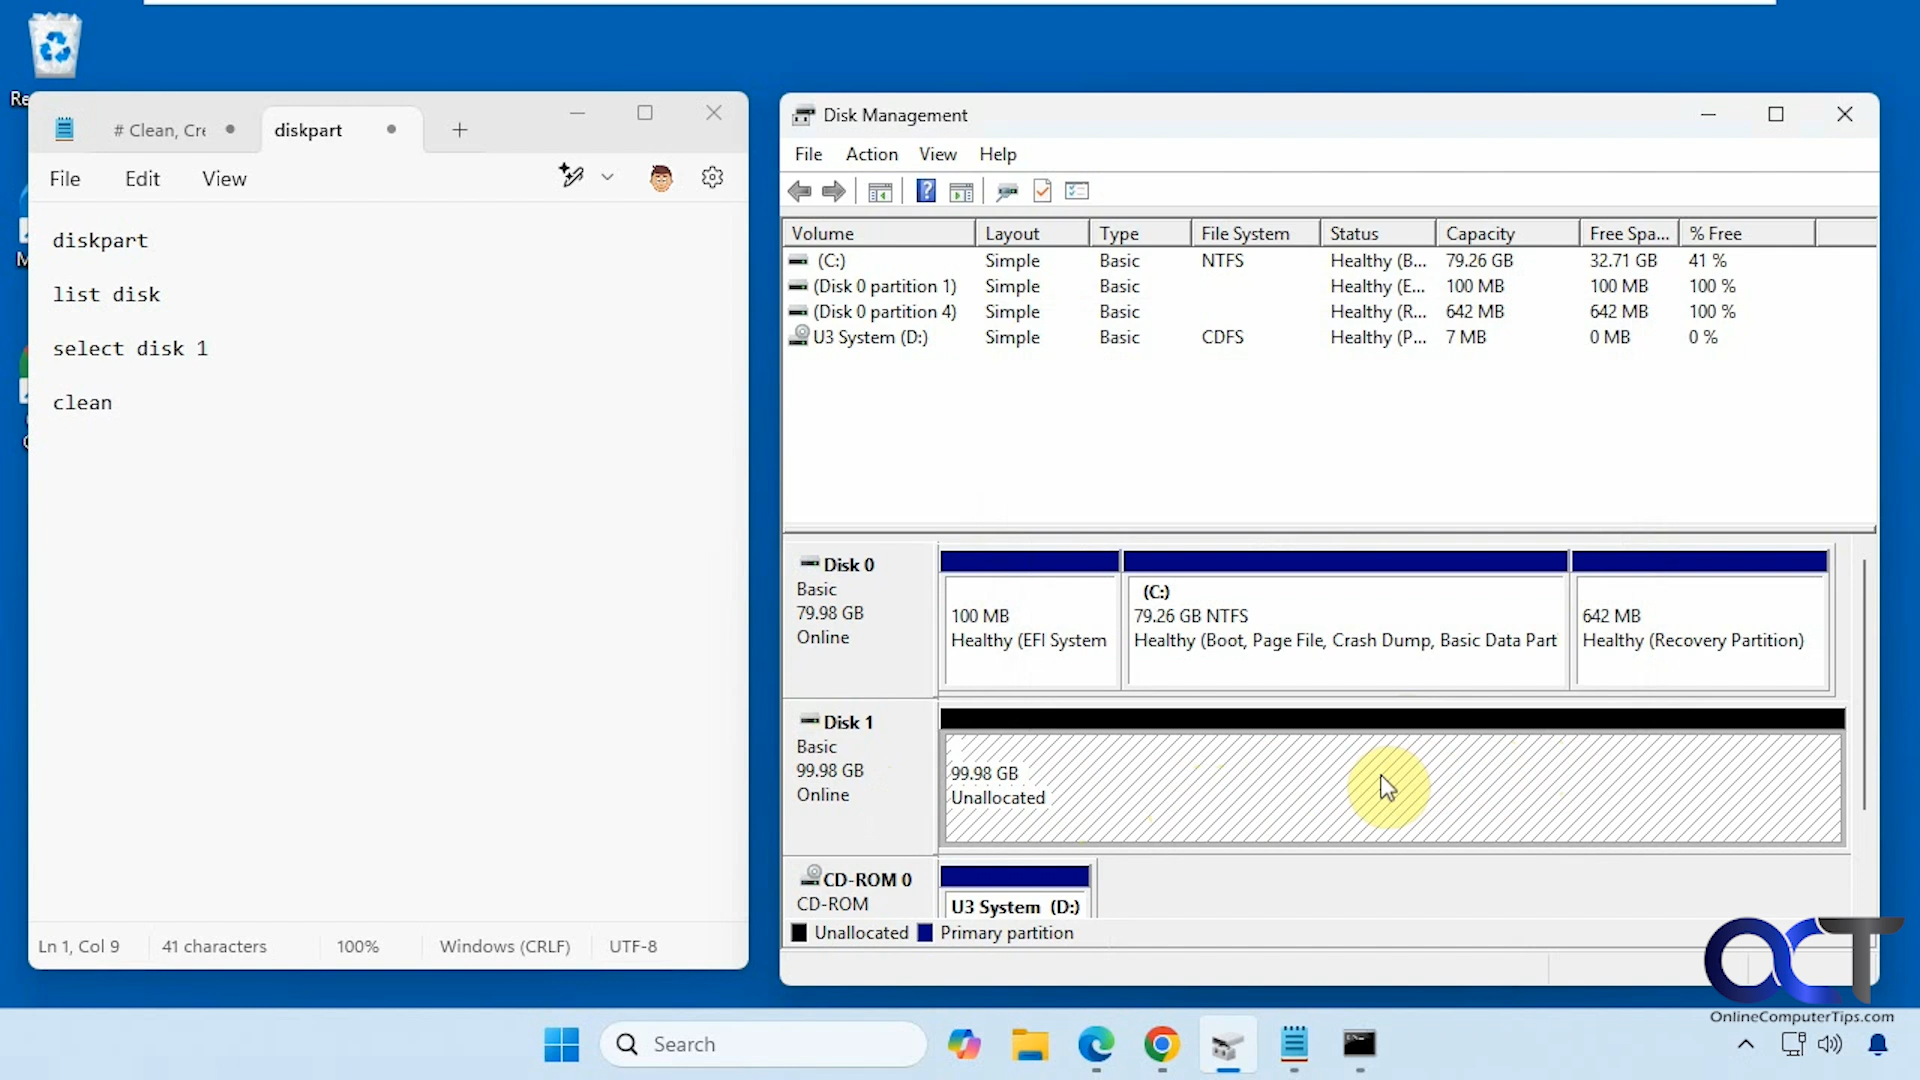 Re
# Clean, Cre
diskpart
File
Edit
View
diskpart
list disk
select disk 1
clean
Ln 1, Col 9
41 characters
100%
Windows (CRLF)
UTF-8
Disk Management
File
Action
View
Help
Volume Layout Type File System Status Capacity Free Spa... % Free
(C:) Simple Basic NTFS Healthy (B... 79.26 GB 32.71 GB 41 %
(Disk 0 partition 1) Simple Basic Healthy (E... 100 MB 100 MB 100 %
(Disk 0 partition 4) Simple Basic Healthy (R... 642 MB 642 MB 100 %
U3 System (D:) Simple Basic CDFS Healthy (P... 7 MB 0 MB 0 %
Disk 0
Basic
79.98 GB
Online
100 MB
Healthy (EFI System
(C:)
79.26 GB NTFS
Healthy (Boot, Page File, Crash Dump, Basic Data Part
642 MB
Healthy (Recovery Partition)
Disk 1
Basic
99.98 GB
Online
99.98 GB
Unallocated
CD-ROM 0
CD-ROM
U3 System (D:)
Unallocated
Primary partition
OCT
OnlineComputerTips.com
Search